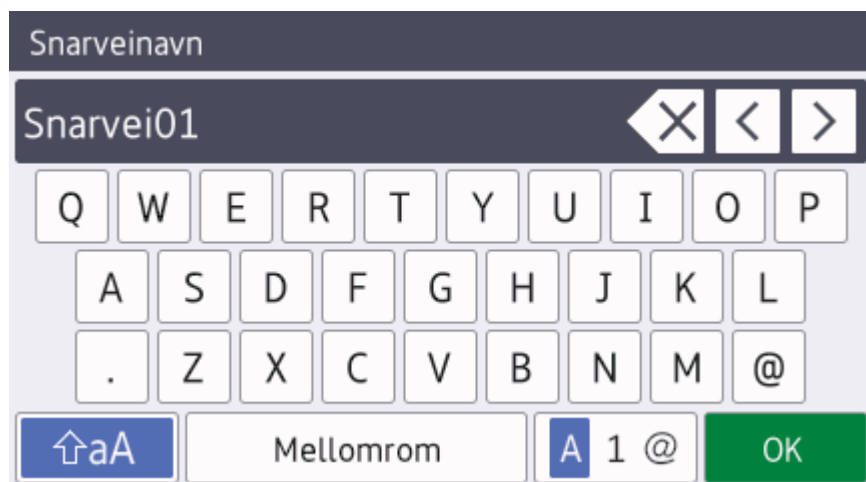 Snarveinavn
Snarvei01
Q W E R T Y U I O P
A S D F G H J K L
. Z X C V B N M @
aA Mellomrom A 1 @ OK